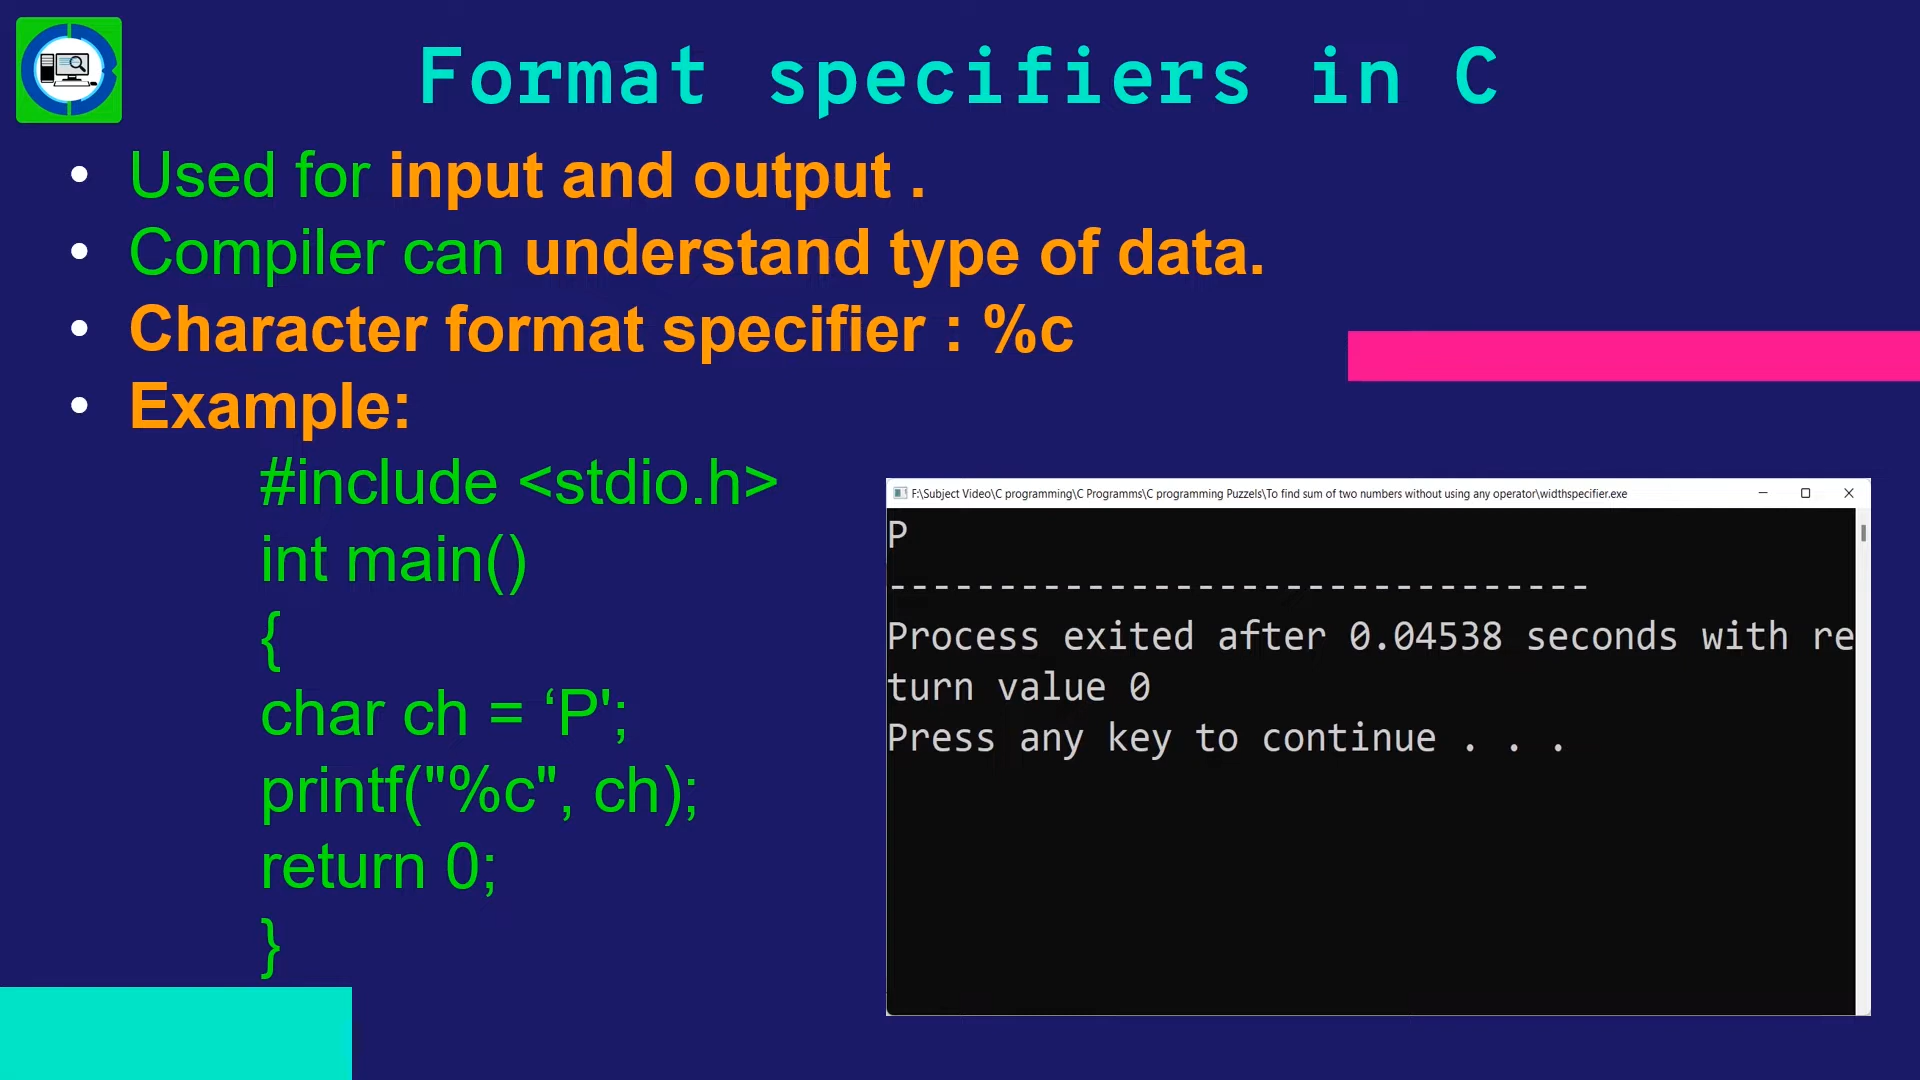 Format specifiers in C
• Used for input and output .
• Compiler can understand type of data.
• Character format specifier : %c
• Example:
#include <stdio.h>
int main()
{
char ch = ‘P';
printf("%c", ch);
return 0;
}
F:\Subject Video\C programming\C Programms\C programming Puzzels\To find sum of two numbers without using any operator\widthspecifier.exe
P
--------------------------------
Process exited after 0.04538 seconds with re
turn value 0
Press any key to continue . . .